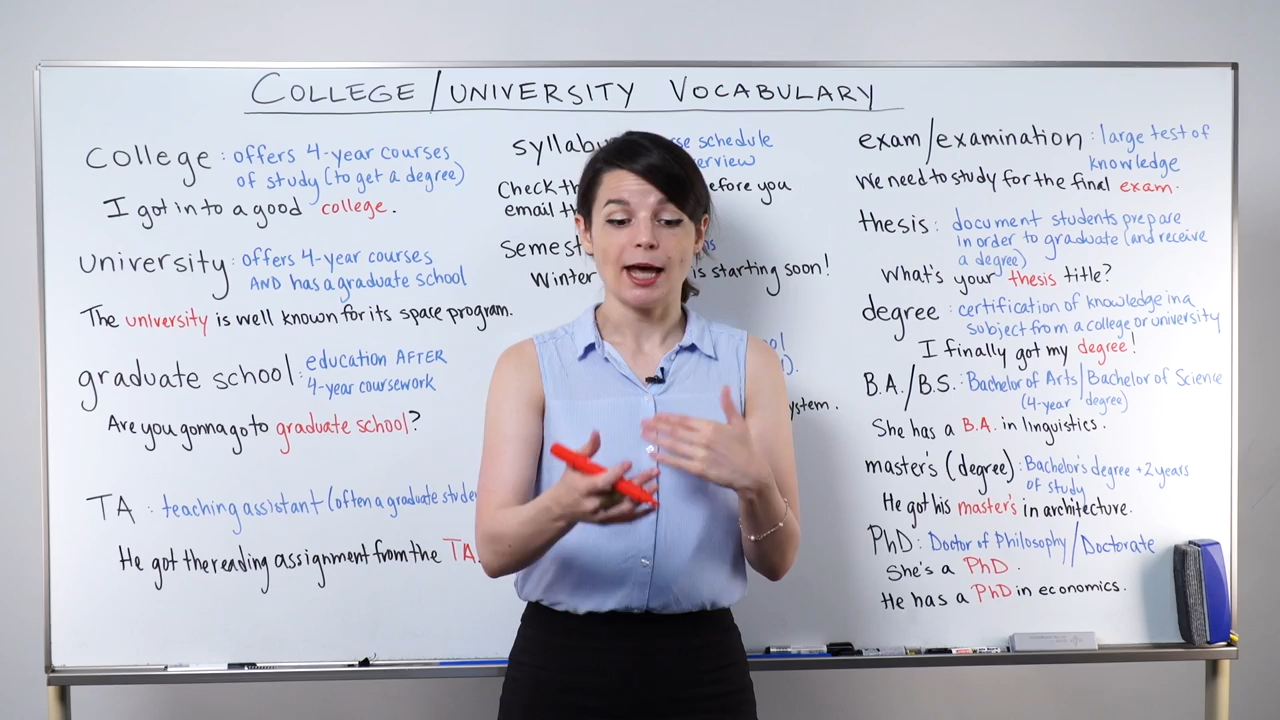 COLLEGE/UNIVERSITY VOCABULARY
college: offers 4-year courses
of study (to get a degree)
I got in to a good college.
university: offers 4-year courses
AND has a graduate school
The university is well known for its space program.
graduate school: education AFTER
4-year coursework
Are you gonna go to graduate school?
TA: teaching assistant (often a graduate
He got the reading assignment from the TA.
schedule
Check
efore you
email
Winter
is starting soon!
exam/examination: large test of
knowledge
We need to study for the final exam.
thesis: document students prepare
in order to graduate (and receive
a degree)
What's your thesis title?
degree: certification of knowledge in a
subject from a college or university
I finally got my degree!
B.A./B.S.: Bachelor of Arts/Bachelor of Science
(4-year degree)
She has a B.A. in linguistics.
master's (degree): Bachelor's degree +2 years
of study
He got his master's in architecture.
PhD: Doctor of Philosophy/Doctorate
She's a PhD.
He has a PhD in economics.